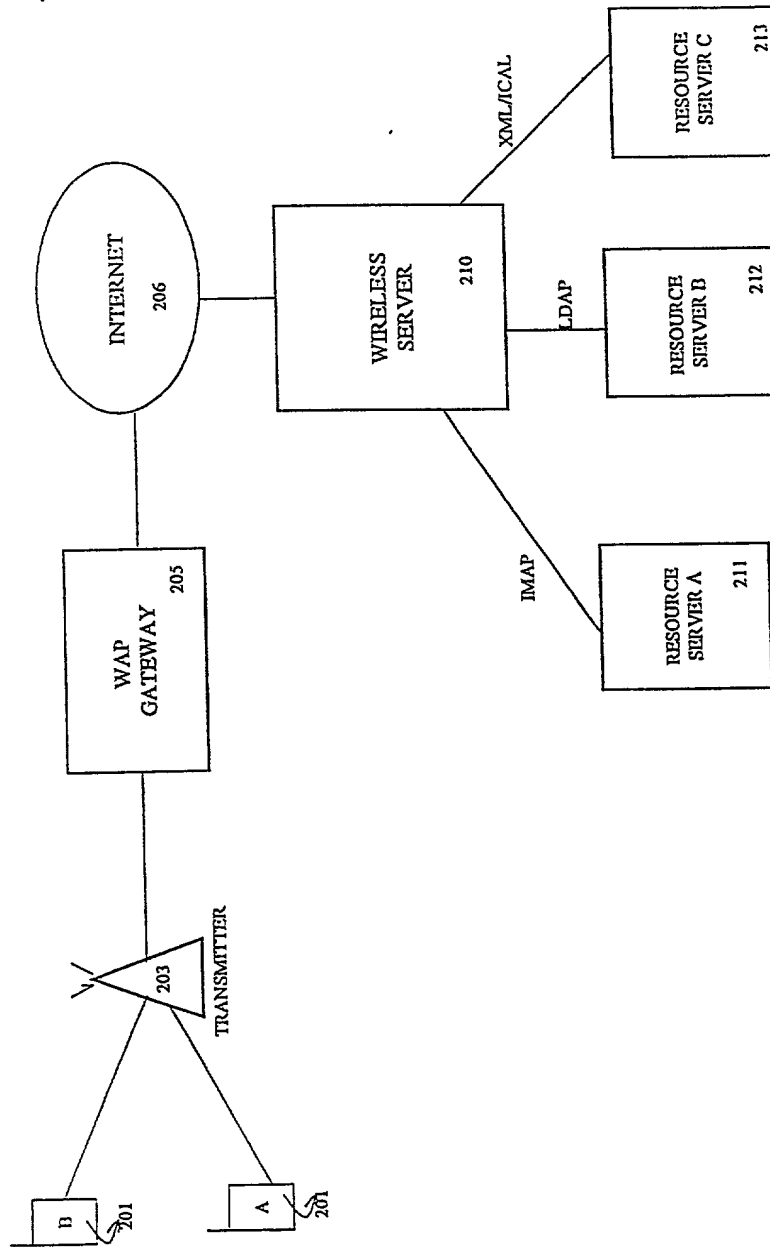 B
201
A
201
203
TRANSMITTER
WAP
GATEWAY
205
INTERNET
206
WIRELESS
SERVER
210
IMAP
LDAP
XML/ICAL
RESOURCE
SERVER A
211
RESOURCE
SERVER B
212
RESOURCE
SERVER C
213